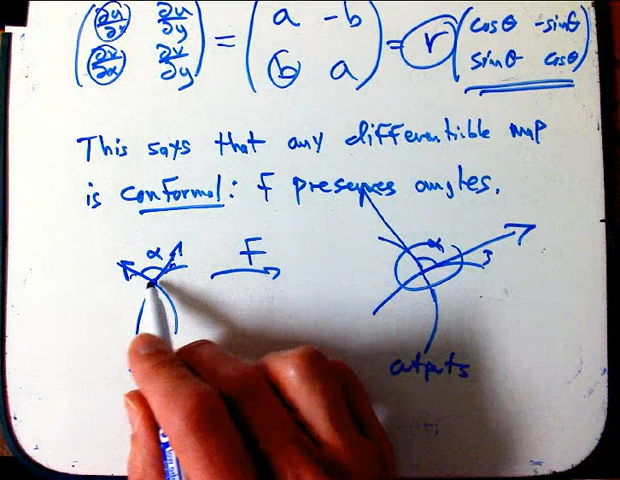 (∂u/∂x ∂u/∂y) = (a -b) = r (cosθ -sinθ)
(∂v/∂x ∂v/∂y) (b a) (sinθ cosθ)
This says that any differentible map
is conformal: f preserves angles.
α F α
outputs